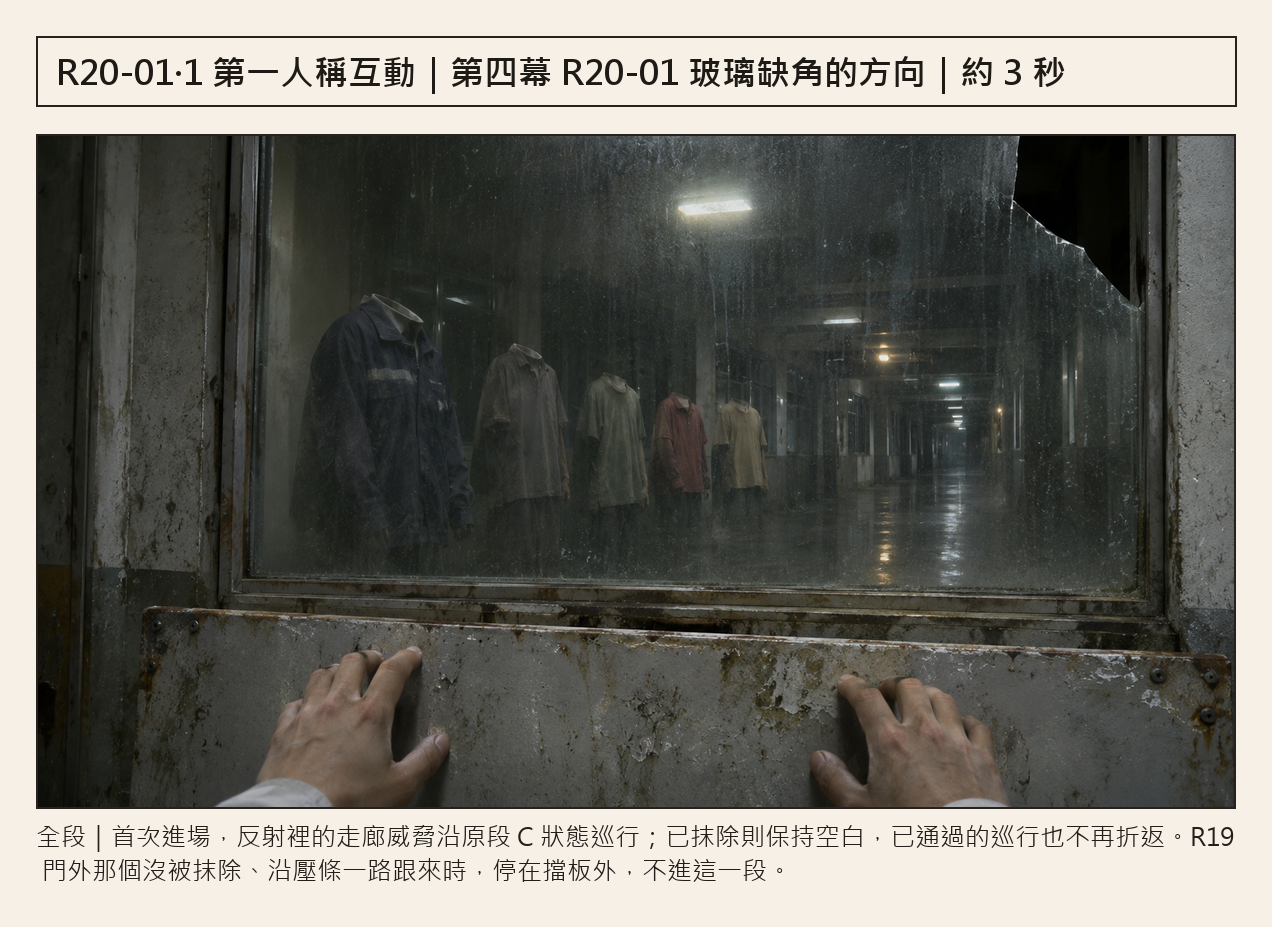 R20-01·1 第一人稱互動｜第四幕 R20-01 玻璃缺角的方向｜約 3 秒
全段｜首次進場，反射裡的走廊威脅沿原段 C 狀態巡行；已抹除則保持空白，已通過的巡行也不再折返。R19
門外那個沒被抹除、沿壓條一路跟來時，停在擋板外，不進這一段。